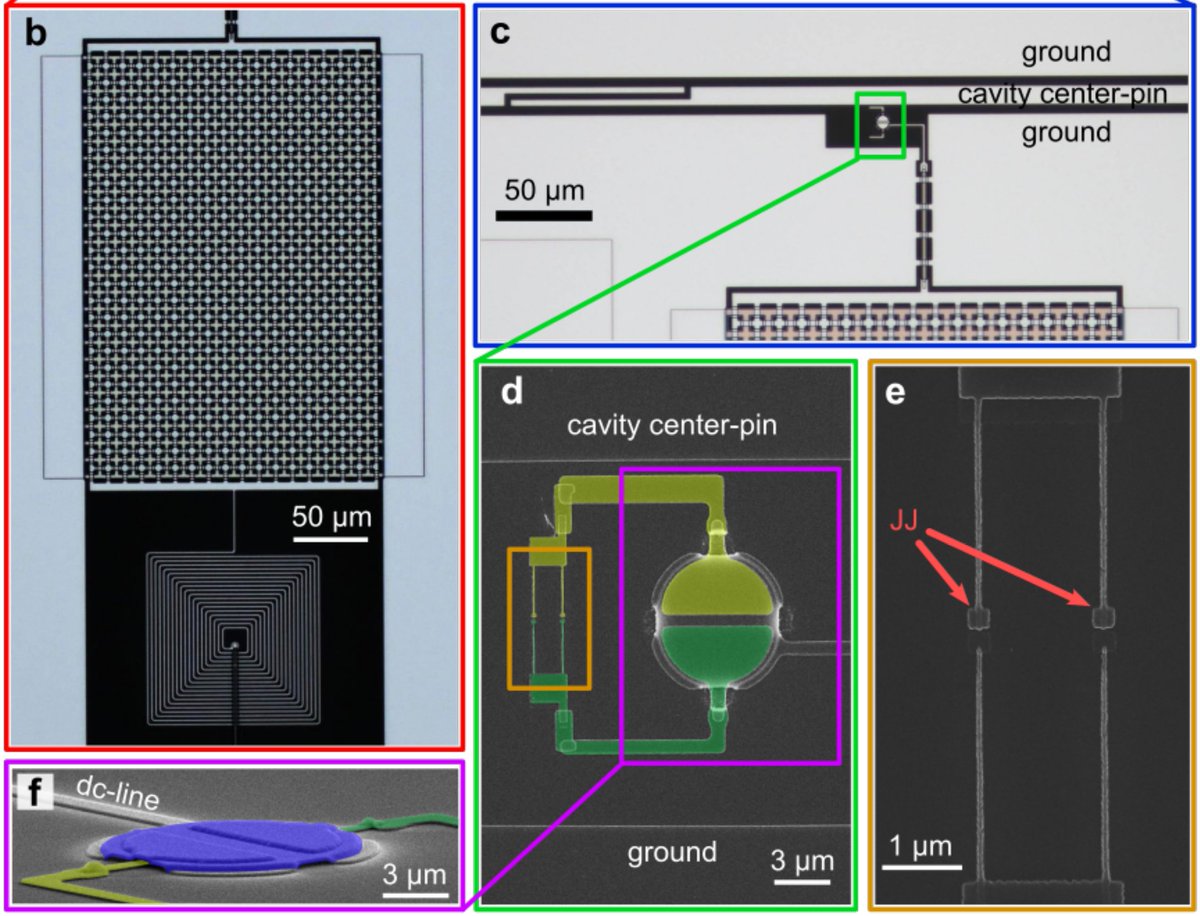 b
50 μm
c
ground
cavity center-pin
ground
50 μm
d
cavity center-pin
ground
3 μm
e
JJ
1 μm
f
dc-line
3 μm